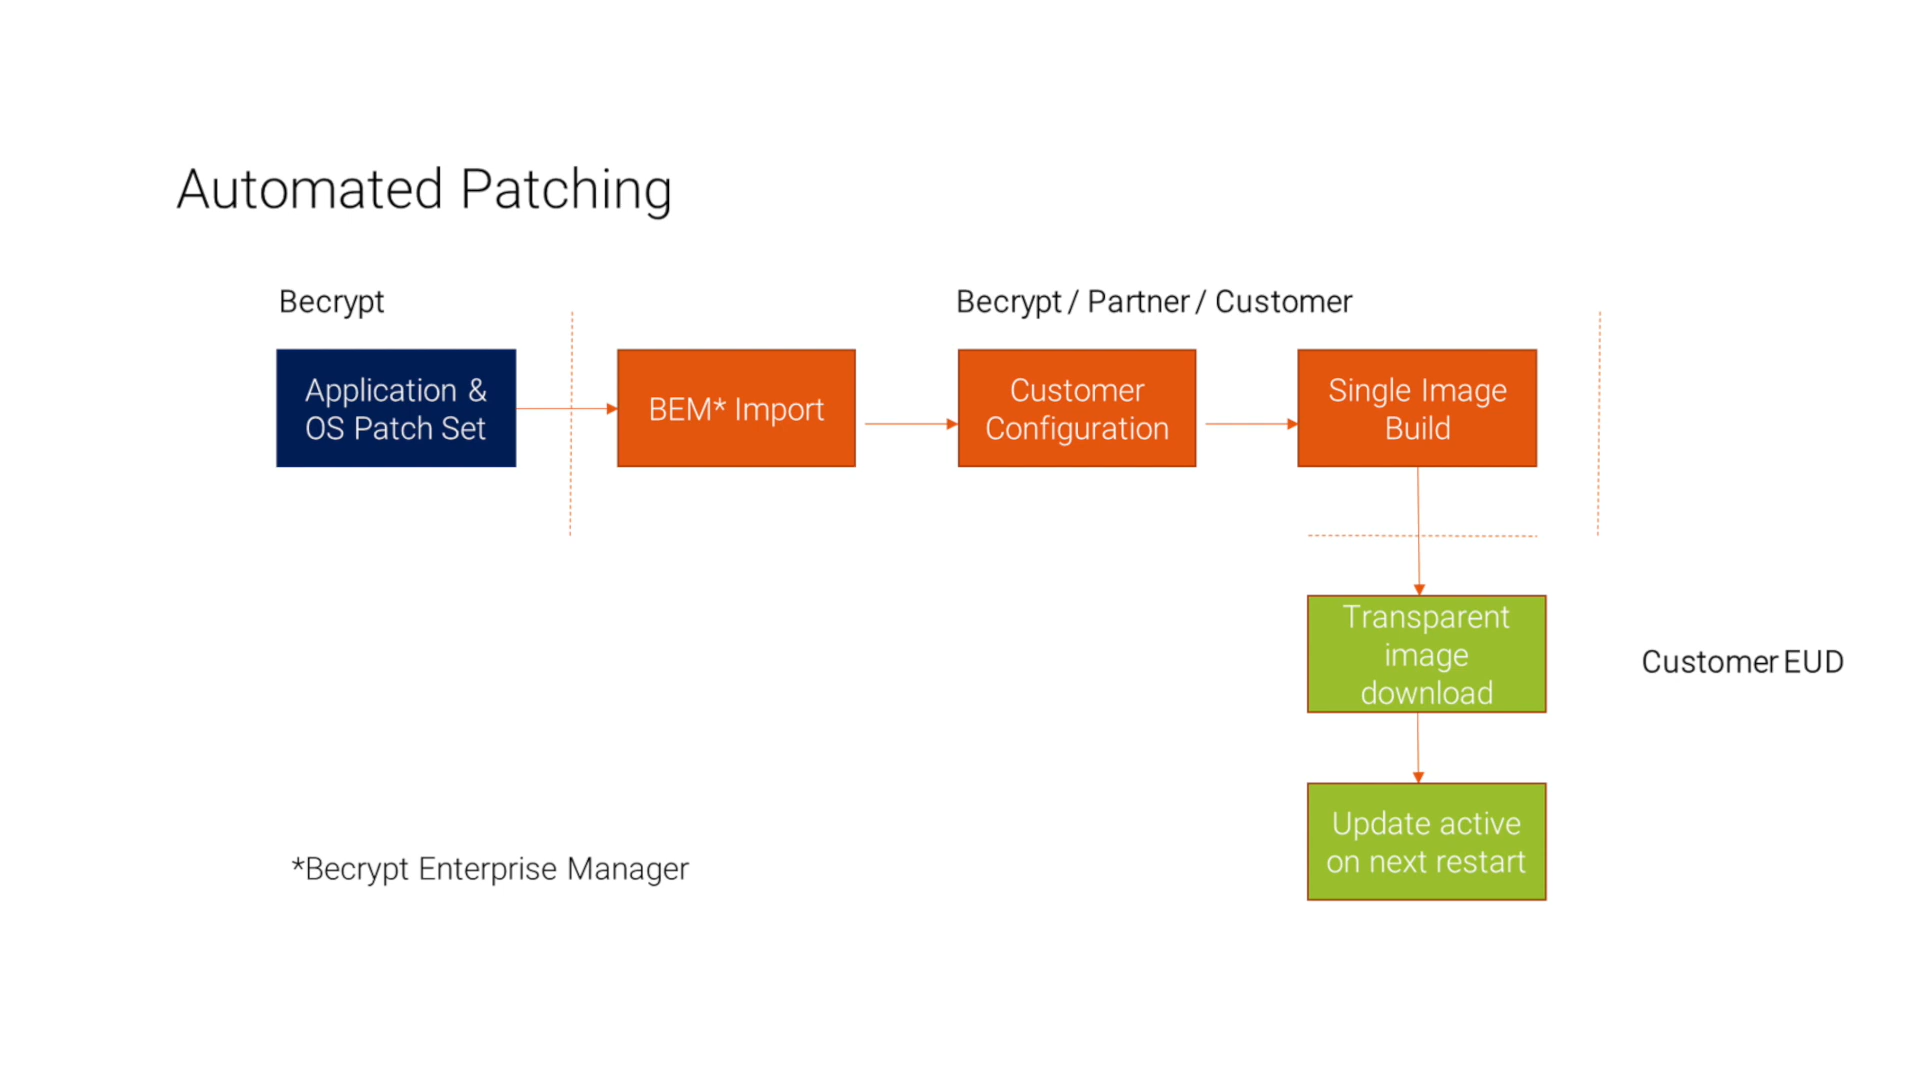 Automated Patching
Becrypt
Becrypt / Partner / Customer
Application &
OS Patch Set
BEM* Import
Customer
Configuration
Single Image
Build
Transparent
image
download
Customer EUD
Update active
on next restart
*Becrypt Enterprise Manager